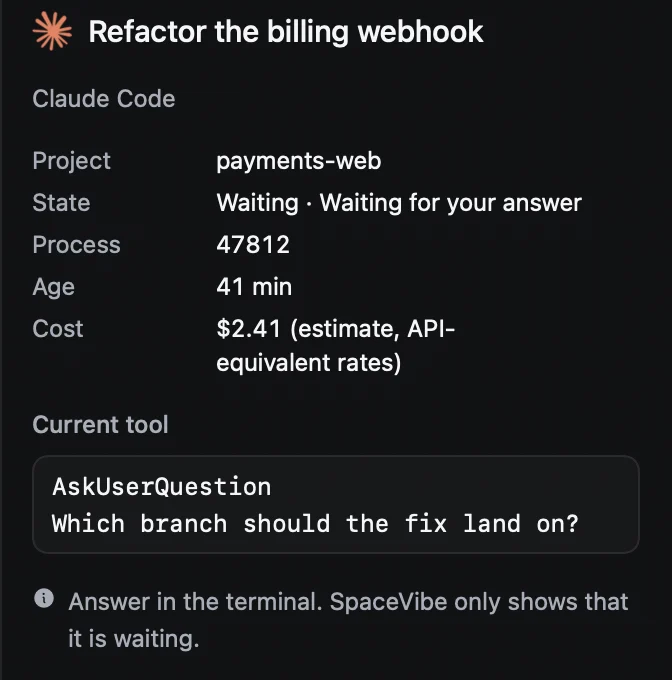 Refactor the billing webhook
Claude Code
Project payments-web
State Waiting · Waiting for your answer
Process 47812
Age 41 min
Cost $2.41 (estimate, API-
equivalent rates)
Current tool
AskUserQuestion
Which branch should the fix land on?
Answer in the terminal. SpaceVibe only shows that
it is waiting.